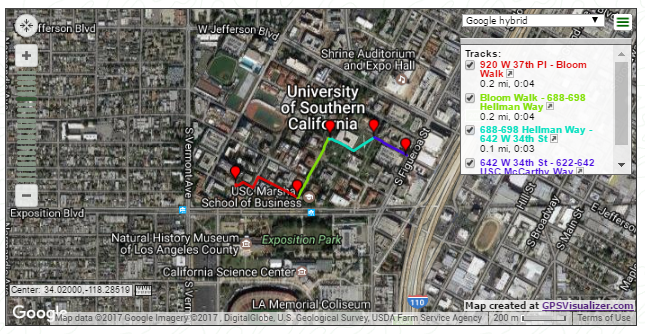 Google hybrid
W Jefferson Blvd
W Jefferson Blvd
Shrine Auditorium
and Expo Hall
University
of Southern
California
S Vermont Ave
S Figueroa St
USC Marshall
School of Business
Exposition Blvd
Natural History Museum
of Los Angeles County
Exposition Park
California Science Center
LA Memorial Coliseum
S Verm
Hill St
S Broadway
S Main St
E Jefferson
Maple
110
Tracks:
920 W 37th Pl - Bloom
Walk
0.2 mi, 0:04
Bloom Walk - 688-698
Hellman Way
0.2 mi, 0:04
688-698 Hellman Way -
642 W 34th St
0.1 mi, 0:03
642 W 34th St - 622-642
USC McCarthy Way
Center: 34.02000,-118.28519
Map created at GPSVisualizer.com
Google
Map data ©2017 Google Imagery ©2017 , DigitalGlobe, U.S. Geological Survey, USDA Farm Service Agency
200 m
Terms of Use